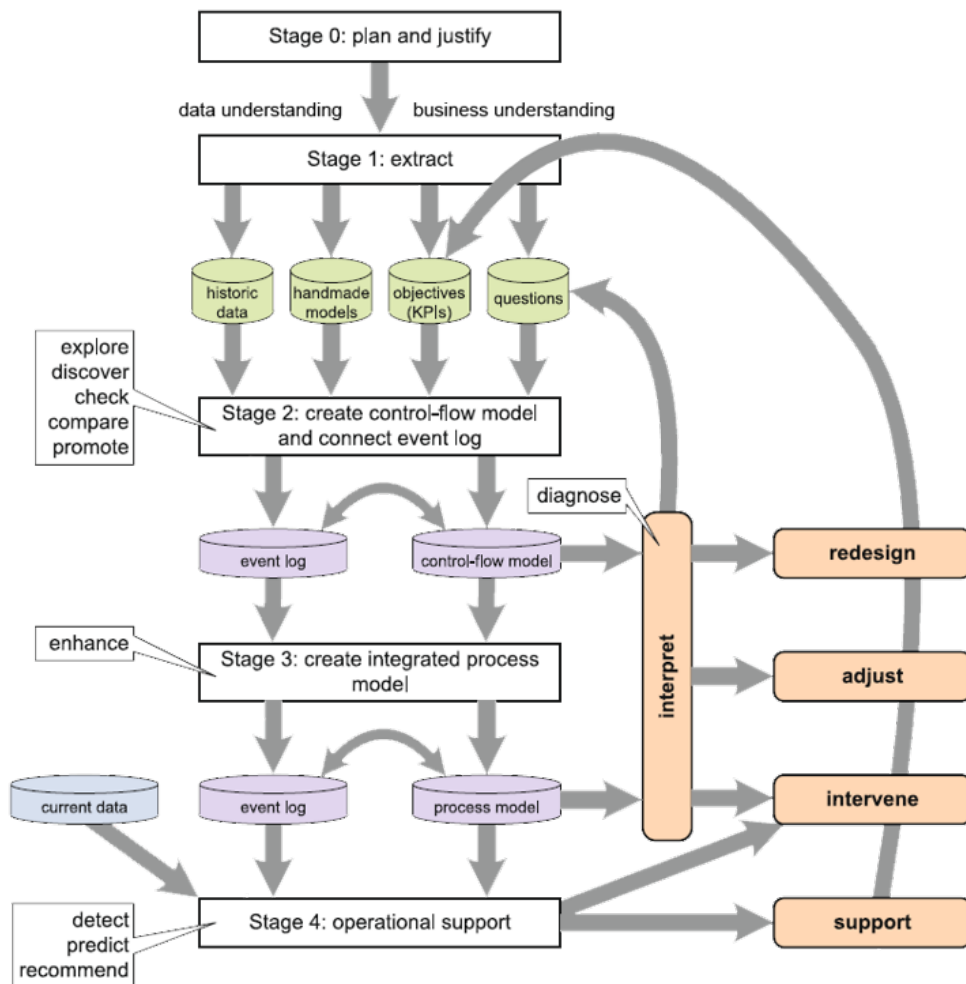 Stage 0: plan and justify
data understanding
business understanding
Stage 1: extract
historic
data
handmade
models
objectives
(KPIs)
questions
explore
discover
check
compare
promote
Stage 2: create control-flow model
and connect event log
diagnose
event log
control-flow model
redesign
enhance
Stage 3: create integrated process
model
interpret
adjust
current data
event log
process model
intervene
detect
predict
recommend
Stage 4: operational support
support